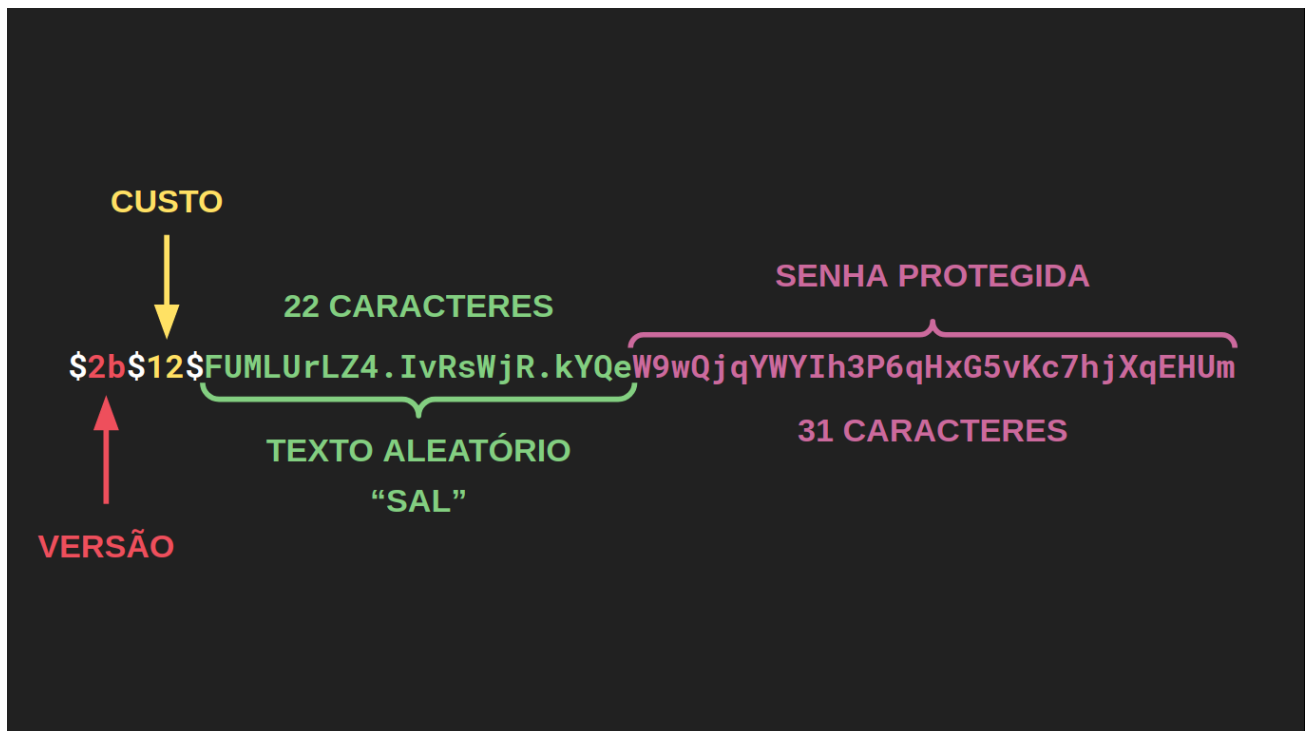 CUSTO
SENHA PROTEGIDA
22 CARACTERES
$2b$12$FUMLUrLZ4.IvRsWjR.kYQeW9wQjqYWYIh3P6qHxG5vKc7hjXqEHUm
31 CARACTERES
TEXTO ALEATÓRIO
“SAL”
VERSÃO